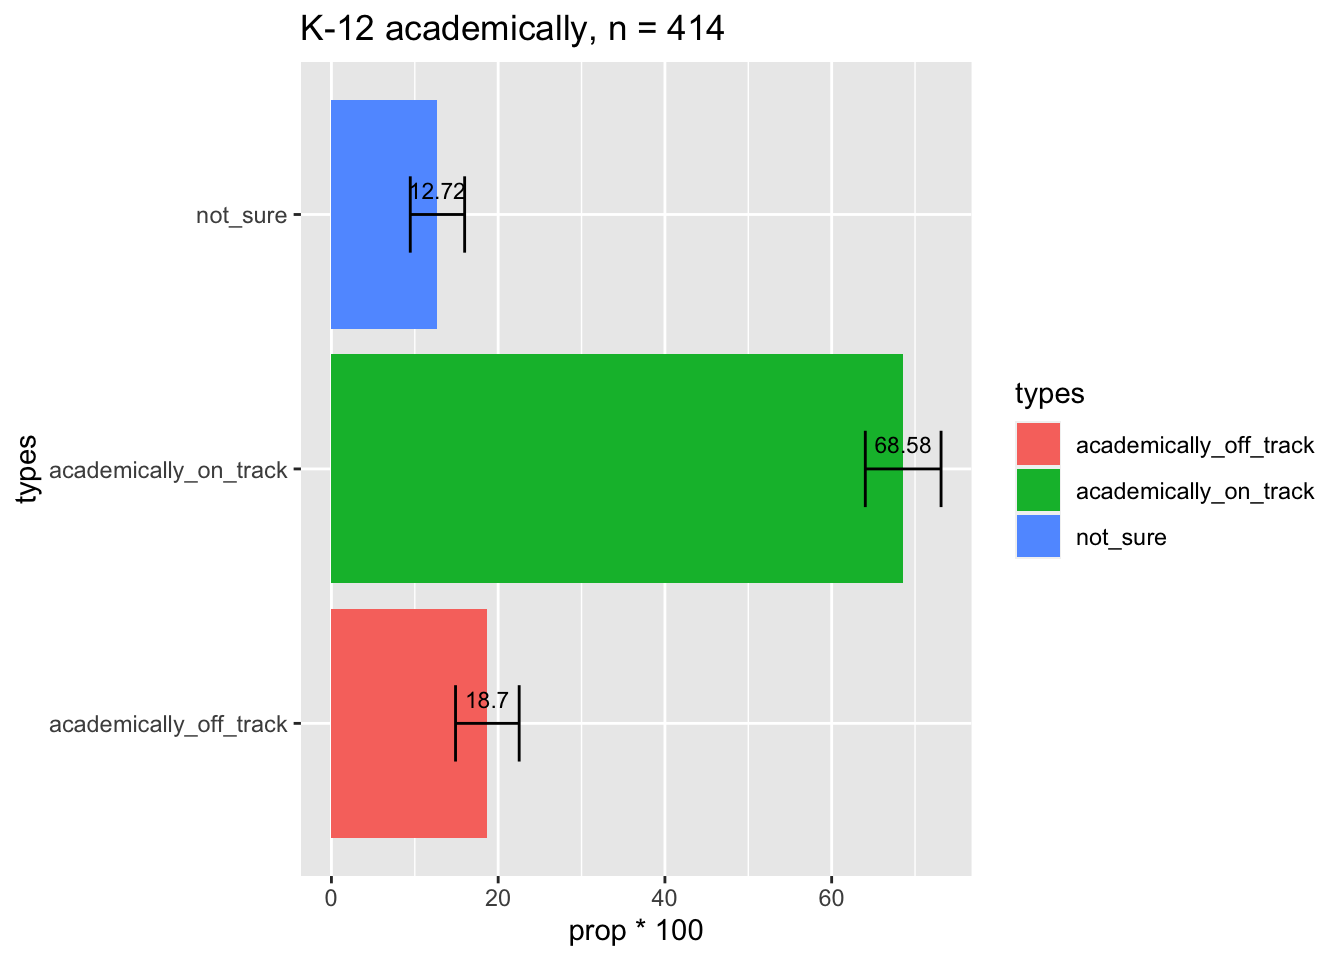 K-12 academically, n = 414
not_sure
12.72
academically_on_track
68.58
academically_off_track
18.7
types
0 20 40 60
prop * 100
types
academically_off_track
academically_on_track
not_sure